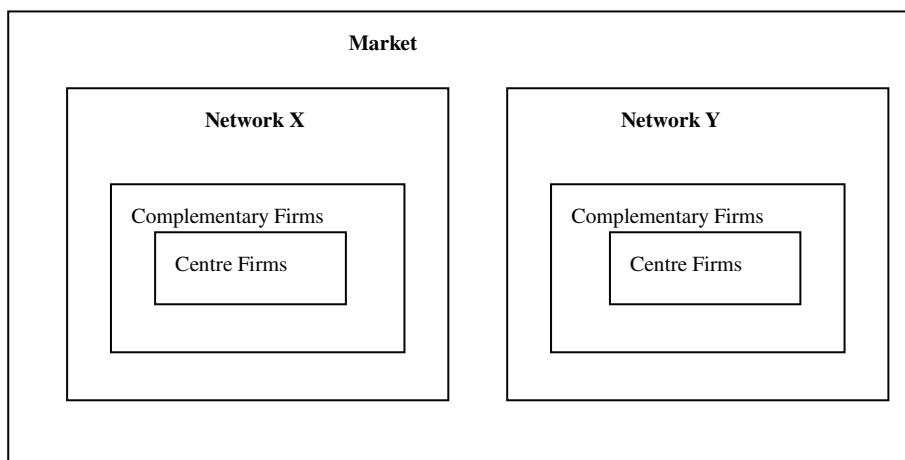 Market
Network X
Network Y
Complementary Firms
Complementary Firms
Centre Firms
Centre Firms